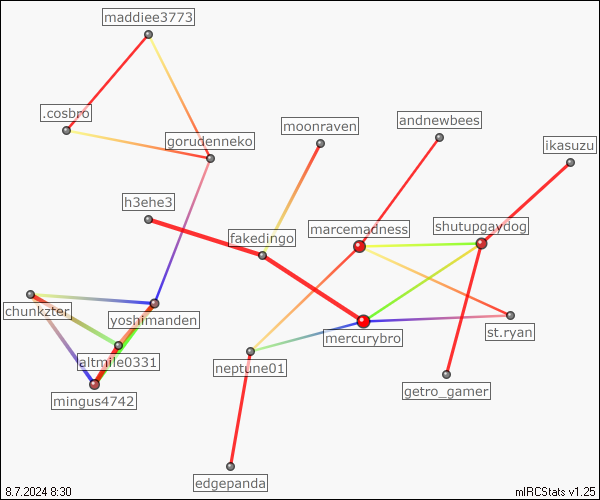 maddiee3773
.cosbro
gorudenneko
moonraven
andnewbees
ikasuzu
h3ehe3
fakedingo
marcemadness
shutupgaydog
chunkzter
yoshimanden
altmile0331
mingus4742
mercurybro
st.ryan
neptune01
getro_gamer
edgepanda
8.7.2024 8:30
mIRCStats v1.25